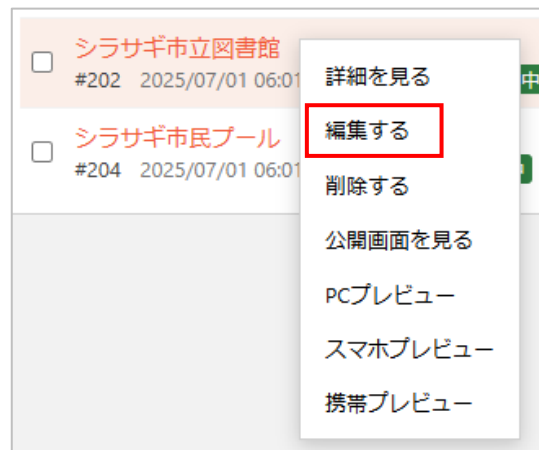 シラサギ市立図書館
#202 2025/07/01 06:01
中
シラサギ市民プール
#204 2025/07/01 06:01
詳細を見る
編集する
削除する
公開画面を見る
PCプレビュー
スマホプレビュー
携帯プレビュー